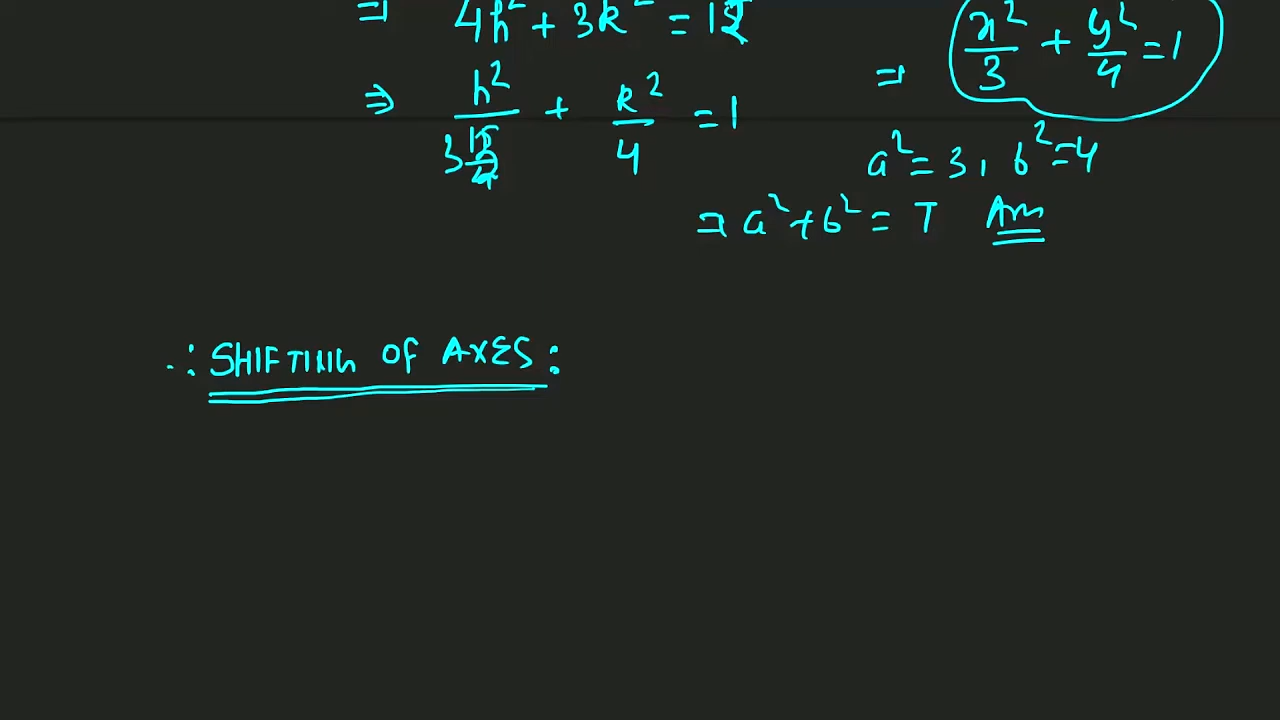 ⇒ 4h² + 3k² = 12
⇒ h²/3 + k²/4 = 1
⇒ x²/3 + y²/4 = 1
a² = 3, b² = 4
⇒ a² + b² = 7 Ans
∴ SHIFTING OF AXES: